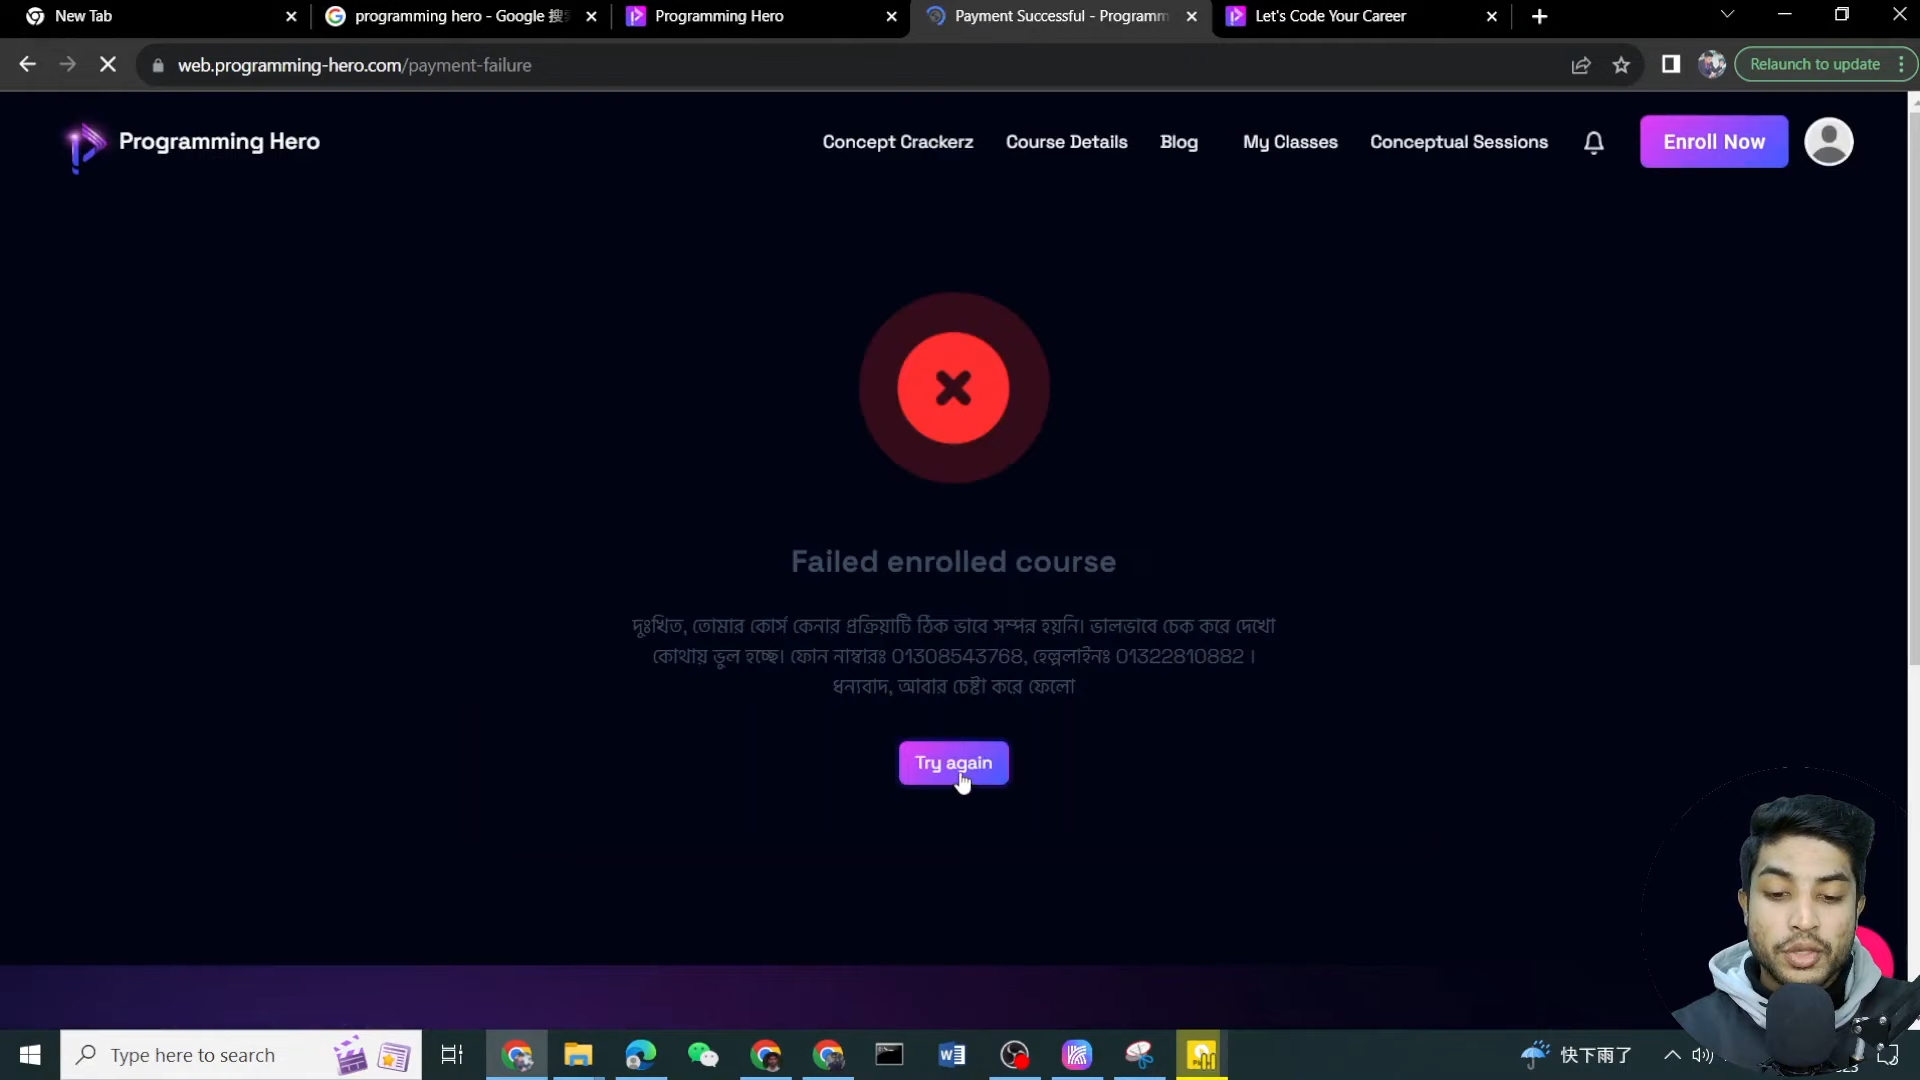 New Tab
programming hero - Google 搜
Programming Hero
Payment Successful - Programm
Let's Code Your Career
web.programming-hero.com/payment-failure
Relaunch to update
Programming Hero
Concept Crackerz
Course Details
Blog
My Classes
Conceptual Sessions
Enroll Now
Failed enrolled course
দুঃখিত, তোমার কোর্স কেনার প্রক্রিয়াটি ঠিক ভাবে সম্পন্ন হয়নি। ভালভাবে চেক করে দেখো
কোথায় ভুল হচ্ছে। ফোন নাম্বারঃ 01308543768, হেল্পলাইনঃ 01322810882 ।
ধন্যবাদ, আবার চেষ্টা করে ফেলো
Try again
Type here to search
快下雨了